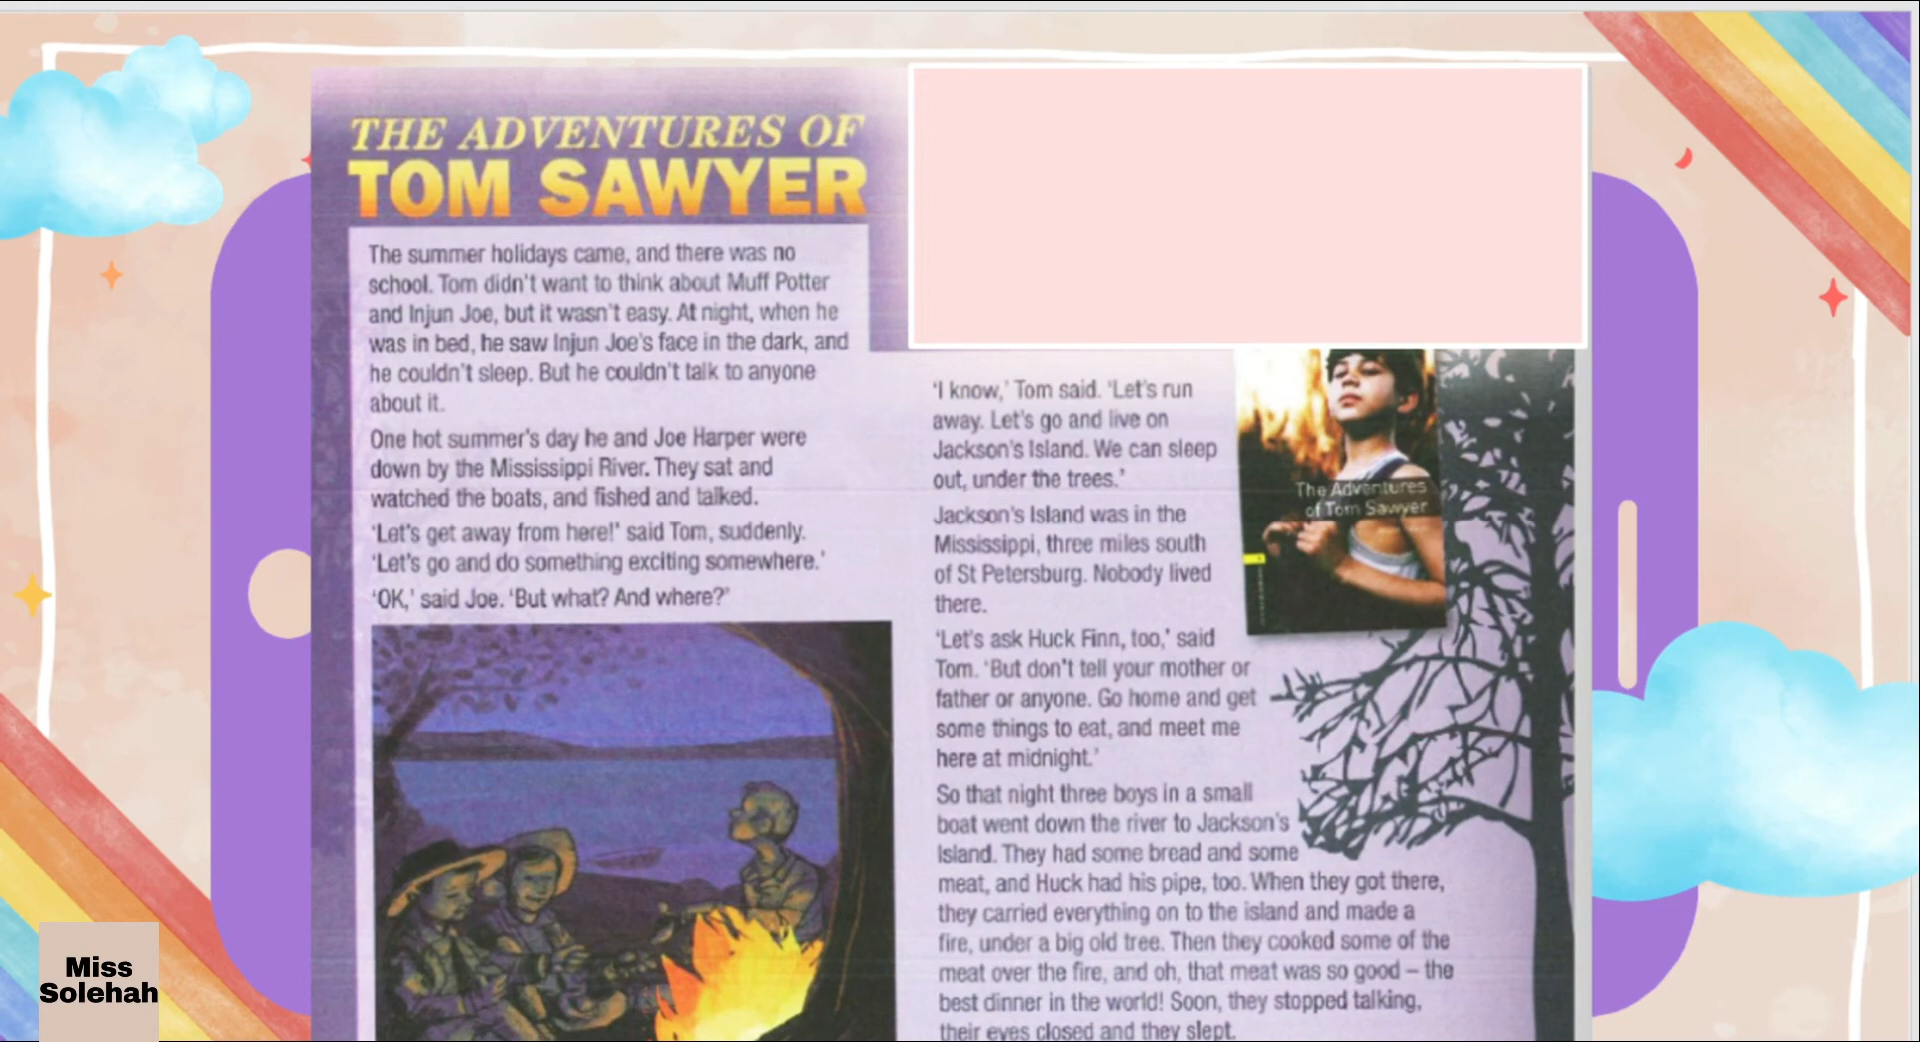 THE ADVENTURES OF
TOM SAWYER
The summer holidays came, and there was no
school. Tom didn't want to think about Muff Potter
and Injun Joe, but it wasn't easy. At night, when he
was in bed, he saw Injun Joe's face in the dark, and
he couldn't sleep. But he couldn't talk to anyone
about it.
One hot summer's day he and Joe Harper were
down by the Mississippi River. They sat and
watched the boats, and fished and talked.
'Let's get away from here!' said Tom, suddenly.
'Let's go and do something exciting somewhere.'
'OK,' said Joe. 'But what? And where?'
'I know,' Tom said. 'Let's run
away. Let's go and live on
Jackson's Island. We can sleep
out, under the trees.'
Jackson's Island was in the
Mississippi, three miles south
of St Petersburg. Nobody lived
there.
'Let's ask Huck Finn, too,' said
Tom. 'But don't tell your mother or
father or anyone. Go home and get
some things to eat, and meet me
here at midnight.'
So that night three boys in a small
boat went down the river to Jackson's
Island. They had some bread and some
meat, and Huck had his pipe, too. When they got there,
they carried everything on to the island and made a
fire, under a big old tree. Then they cooked some of the
meat over the fire, and oh, that meat was so good – the
best dinner in the world! Soon, they stopped talking,
their eyes closed and they slept.
The Adventures
of Tom Sawyer
Miss
Solehah